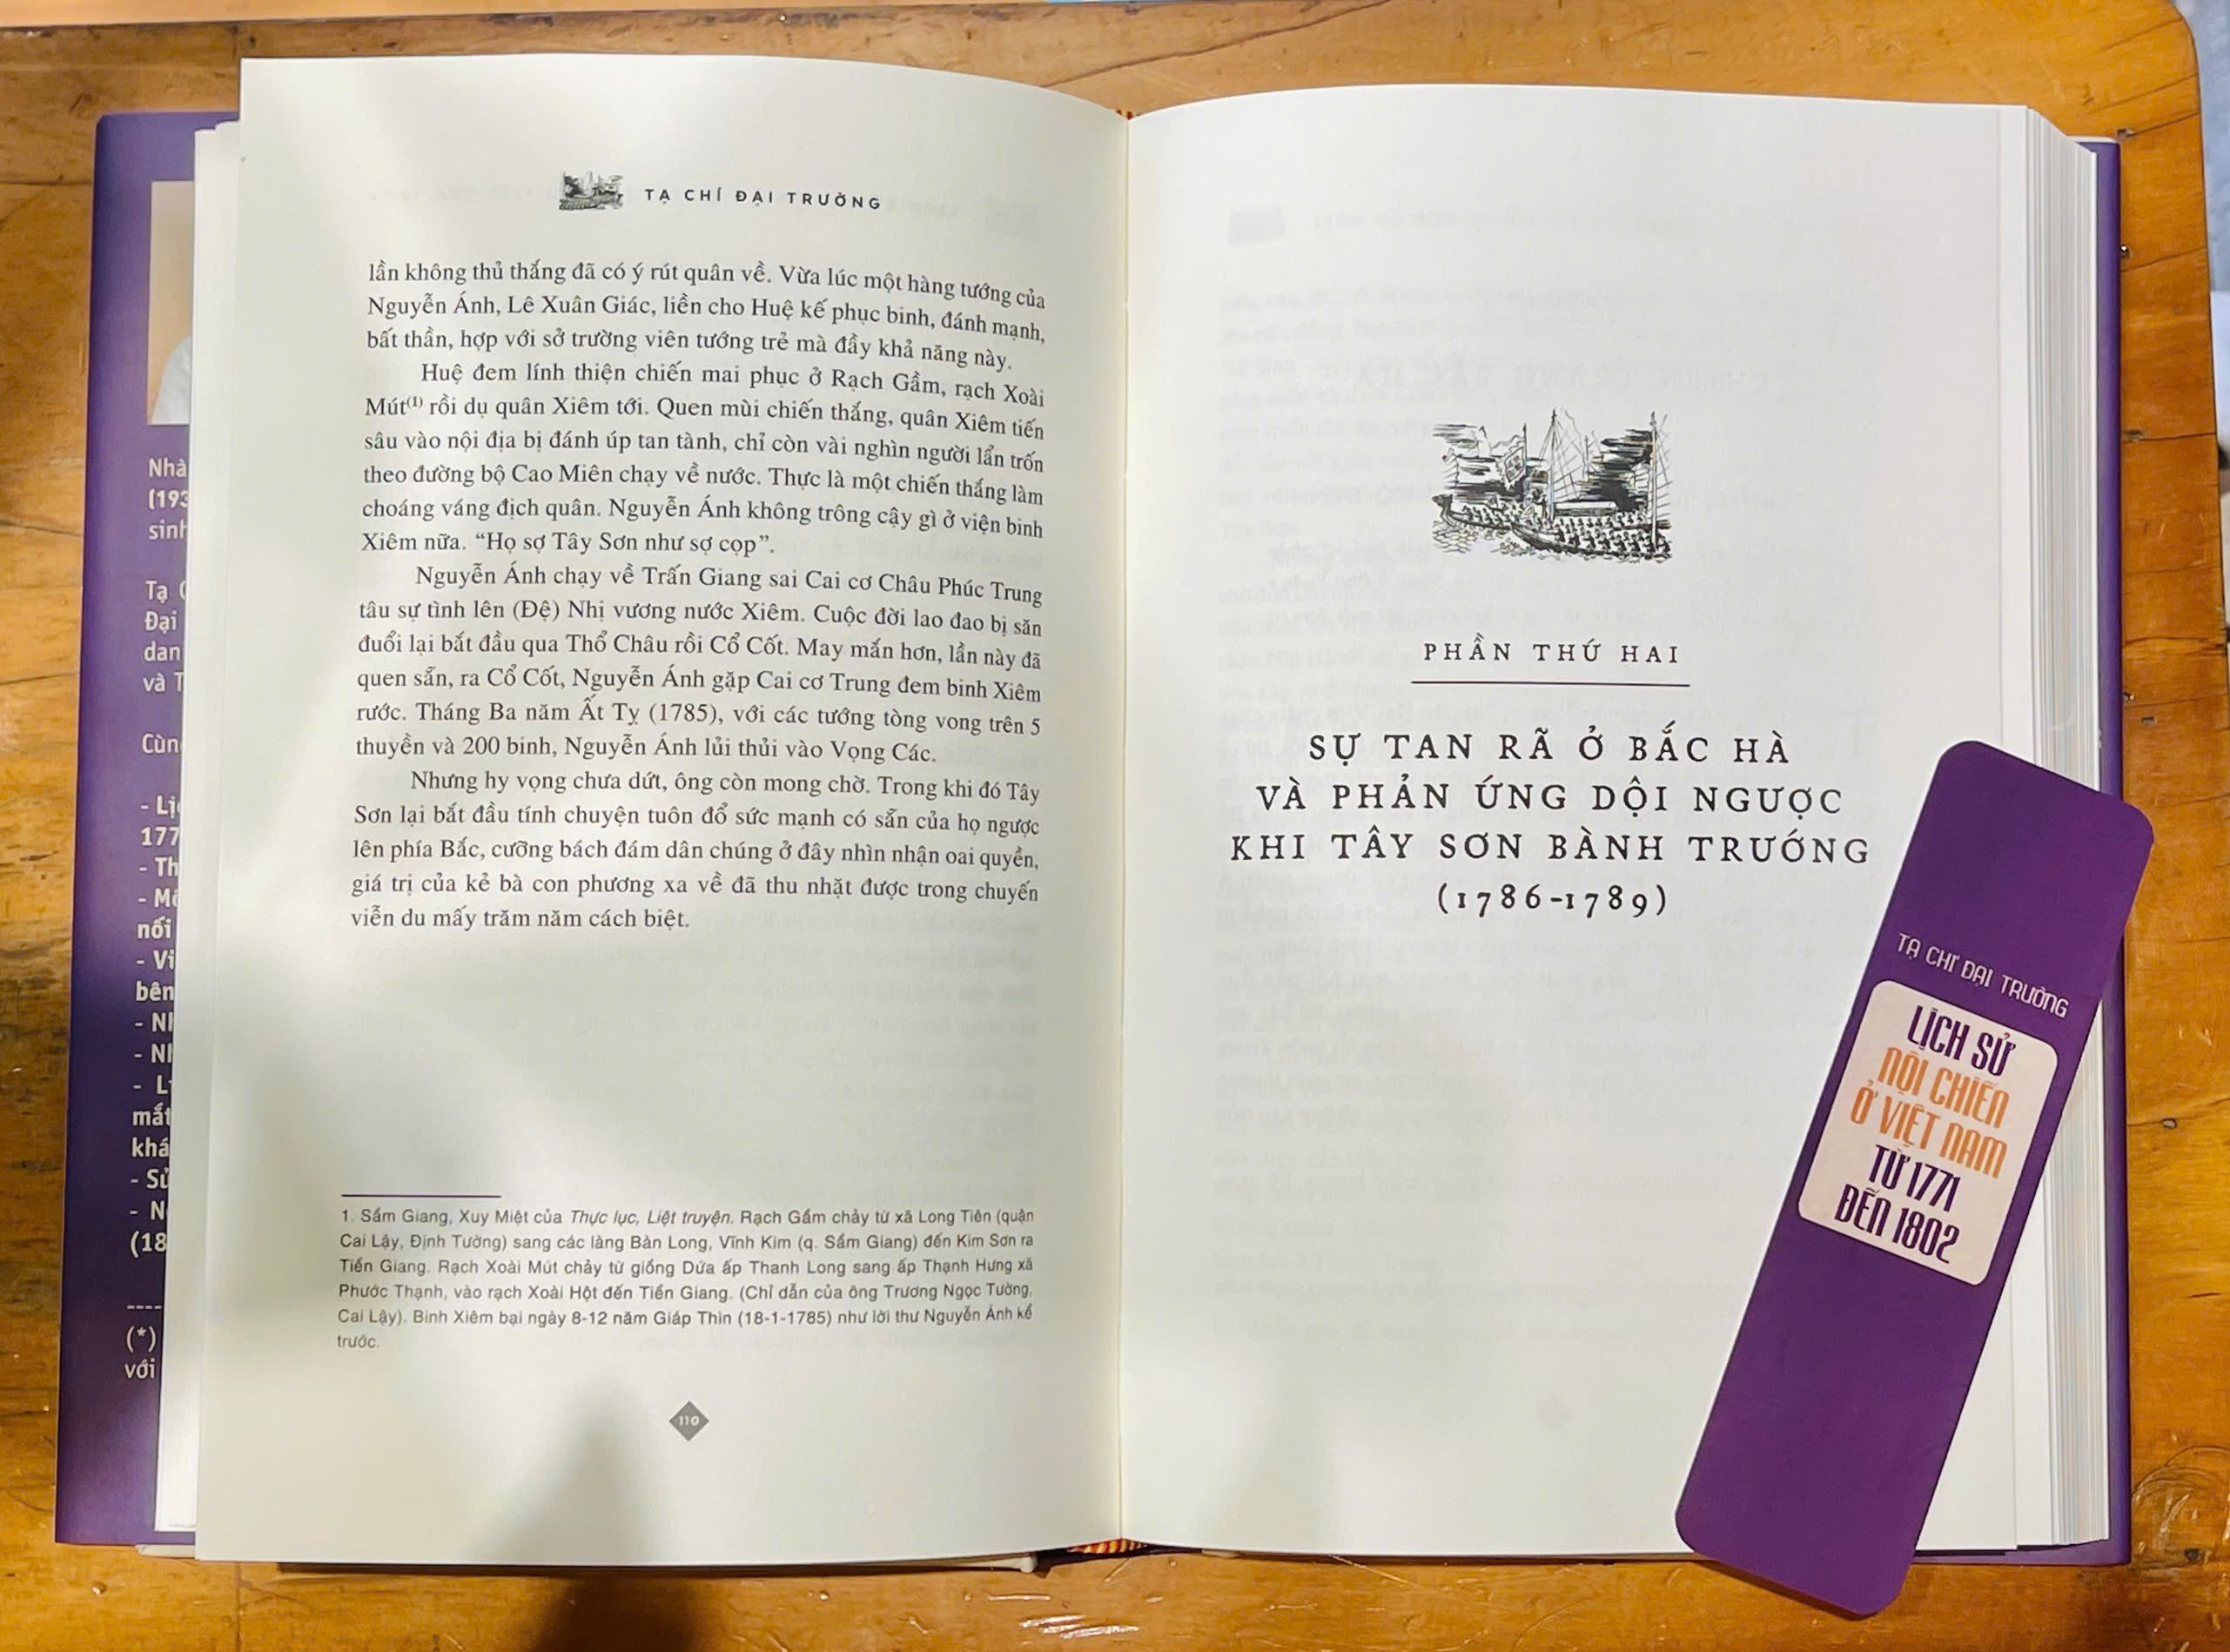 TẠ CHÍ ĐẠI TRƯỜNG
lần không thủ thắng đã có ý rút quân về. Vừa lúc một hàng tướng của
Nguyễn Ánh, Lê Xuân Giác, liền cho Huệ kế phục binh, đánh mạnh,
bất thần, hợp với sở trường viên tướng trẻ mà đầy khả năng này.
Huệ đem lính thiện chiến mai phục ở Rạch Gầm, rạch Xoài
Mút(1) rồi dụ quân Xiêm tới. Quen mùi chiến thắng, quân Xiêm tiến
sâu vào nội địa bị đánh úp tan tành, chỉ còn vài nghìn người lẩn trốn
theo đường bộ Cao Miên chạy về nước. Thực là một chiến thắng làm
choáng váng địch quân. Nguyễn Ánh không trông cậy gì ở viện binh
Xiêm nữa. “Họ sợ Tây Sơn như sợ cọp”.
Nguyễn Ánh chạy về Trấn Giang sai Cai cơ Châu Phúc Trung
tâu sự tình lên (Đệ) Nhị vương nước Xiêm. Cuộc đời lao đao bị săn
đuổi lại bắt đầu qua Thổ Châu rồi Cổ Cốt. May mắn hơn, lần này đã
quen sẵn, ra Cổ Cốt, Nguyễn Ánh gặp Cai cơ Trung đem binh Xiêm
rước. Tháng Ba năm Ất Tỵ (1785), với các tướng tòng vong trên 5
thuyền và 200 binh, Nguyễn Ánh lủi thủi vào Vọng Các.
Nhưng hy vọng chưa dứt, ông còn mong chờ. Trong khi đó Tây
Sơn lại bắt đầu tính chuyện tuôn đổ sức mạnh có sẵn của họ ngược
lên phía Bắc, cưỡng bách đám dân chúng ở đây nhìn nhận oai quyền,
giá trị của kẻ bà con phương xa về đã thu nhặt được trong chuyến
viễn du mấy trăm năm cách biệt.
1. Sầm Giang, Xuy Miệt của Thực lục, Liệt truyện. Rạch Gầm chảy từ xã Long Tiên (quận
Cai Lậy, Định Tường) sang các làng Bàn Long, Vĩnh Kim (q. Sầm Giang) đến Kim Sơn ra
Tiền Giang. Rạch Xoài Mút chảy từ giồng Dứa ấp Thanh Long sang ấp Thạnh Hưng xã
Phước Thạnh, vào rạch Xoài Hột đến Tiền Giang. (Chỉ dẫn của ông Trương Ngọc Tường,
Cai Lậy). Binh Xiêm bại ngày 8-12 năm Giáp Thìn (18-1-1785) như lời thư Nguyễn Ánh kể
trước.
110
PHẦN THỨ HAI
SỰ TAN RÃ Ở BẮC HÀ
VÀ PHẢN ỨNG DỘI NGƯỢC
KHI TÂY SƠN BÀNH TRƯỚNG
(1786-1789)
TẠ CHÍ ĐẠI TRƯỜNG
LỊCH SỬ
NỘI CHIẾN
Ở VIỆT NAM
TỪ 1771
ĐẾN 1802
Nhà
(193
sinh
Tạ
Đại
dan
và T
Cùn
- Lị
177
- Th
nối
- Vi
bên
mắt
khá
(18
(*)
với